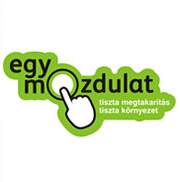 egy
mozdulat
tiszta megtakarítás
tiszta környezet